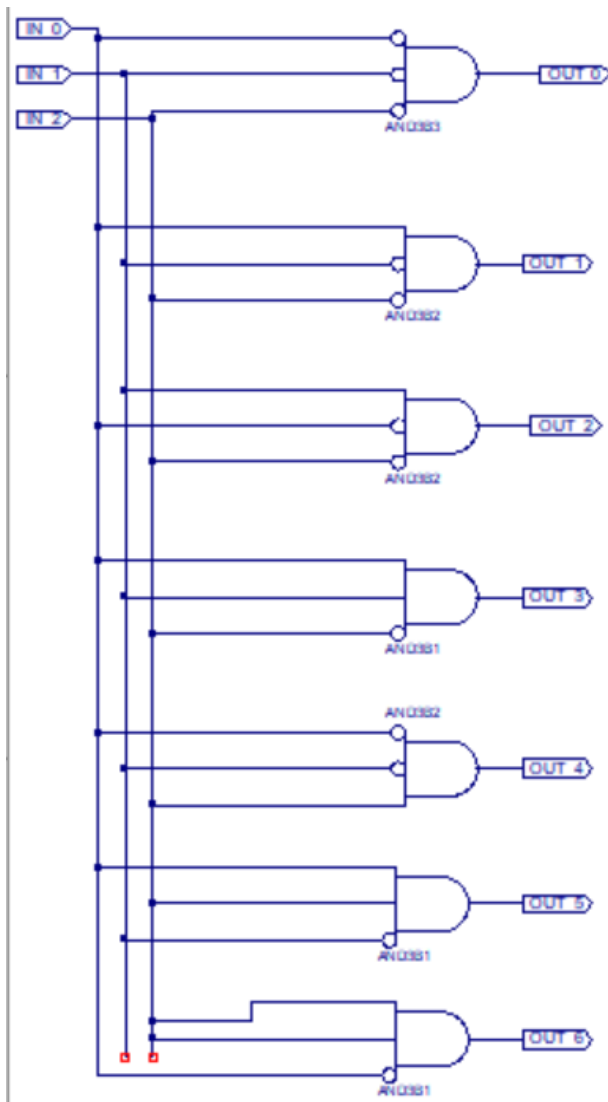 IN 0
OUT 0
IN 1
IN 2
AND3B3
OUT 1
AND3B2
OUT 2
AND3B2
OUT 3
AND3B1
AND3B2
OUT 4
OUT 5
AND3B1
OUT 6
AND3B1